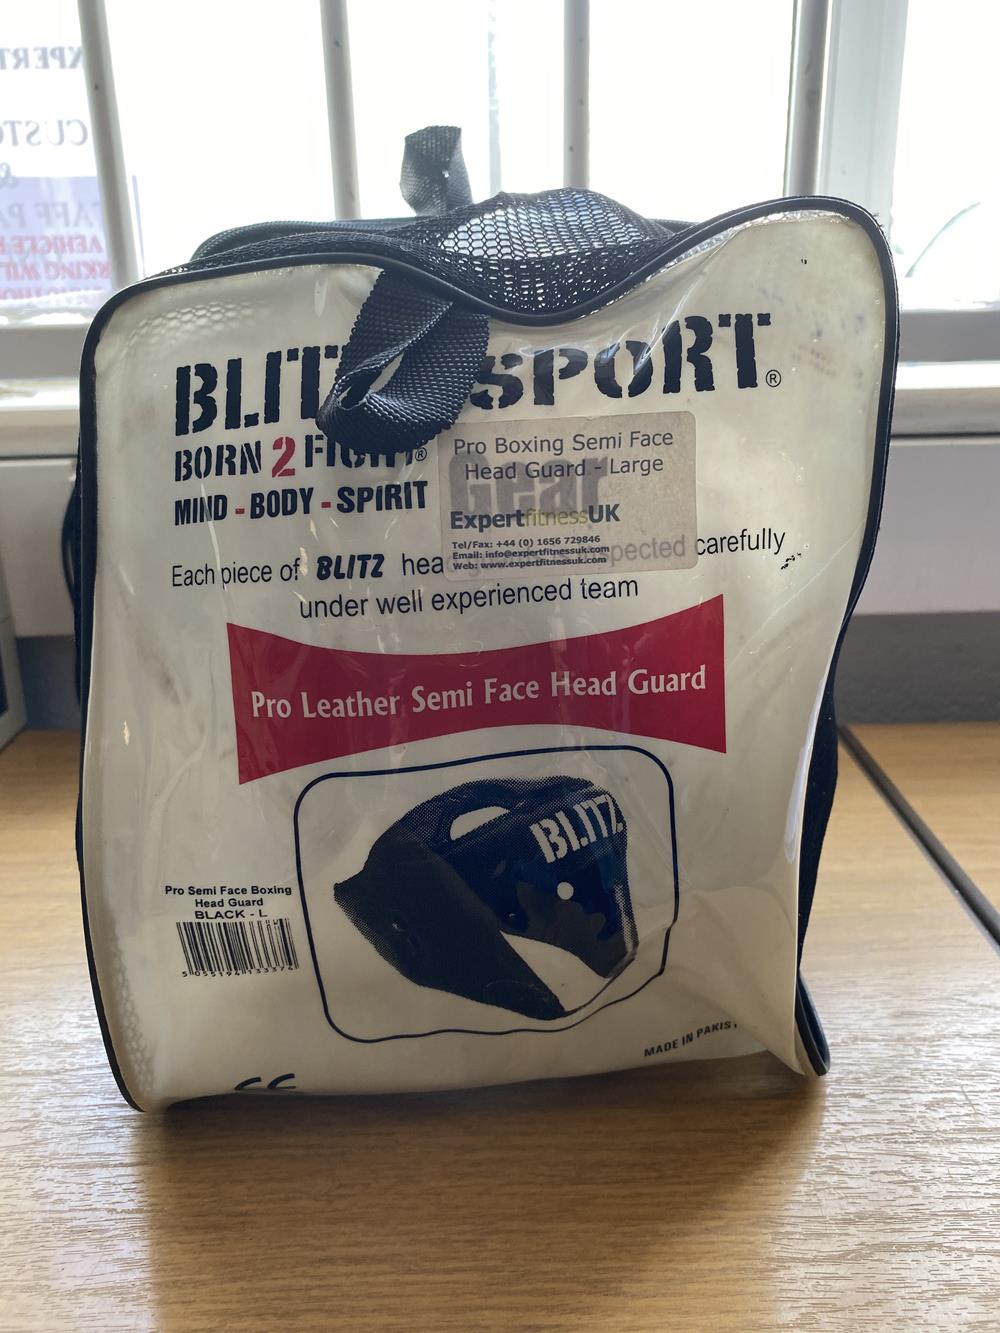 BLIT SPORT®
BORN 2 FIGHT®
MIND - BODY - SPIRIT
Gear
Pro Boxing Semi Face
Head Guard - Large
ExpertfitnessUK
Tel/Fax: +44 (0) 1656 729846
Email: info@expertfitnessuk.com
Web: www.expertfitnessuk.com
Each piece of BLITZ carefully
under well experienced team
Pro Leather Semi Face Head Guard
BLITZ
Pro Semi Face Boxing
Head Guard
BLACK - L
MADE IN PAKIST
CE